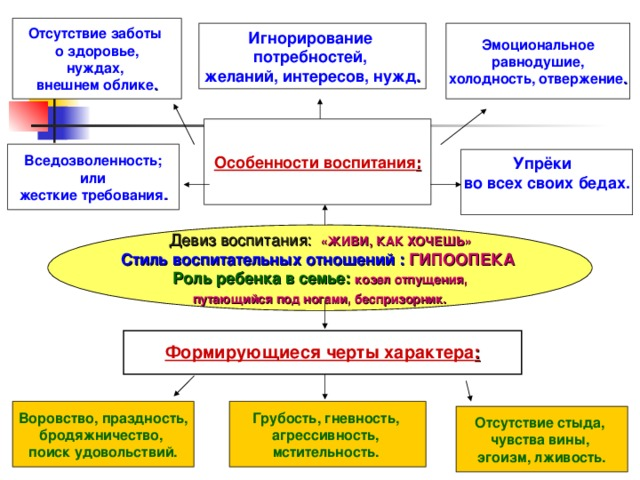 Отсутствие заботы
о здоровье,
нуждах,
внешнем облике.
Игнорирование
потребностей,
желаний, интересов, нужд.
Эмоциональное
равнодушие,
холодность, отвержение.
Вседозволенность;
или
жесткие требования.
Особенности воспитания:
Упрёки
во всех своих бедах.
Девиз воспитания: «ЖИВИ, КАК ХОЧЕШЬ»
Стиль воспитательных отношений : ГИПООПЕКА
Роль ребенка в семье: козел отпущения,
путающийся под ногами, беспризорник.
Формирующиеся черты характера:
Воровство, праздность,
бродяжничество,
поиск удовольствий.
Грубость, гневность,
агрессивность,
мстительность.
Отсутствие стыда,
чувства вины,
эгоизм, лживость.